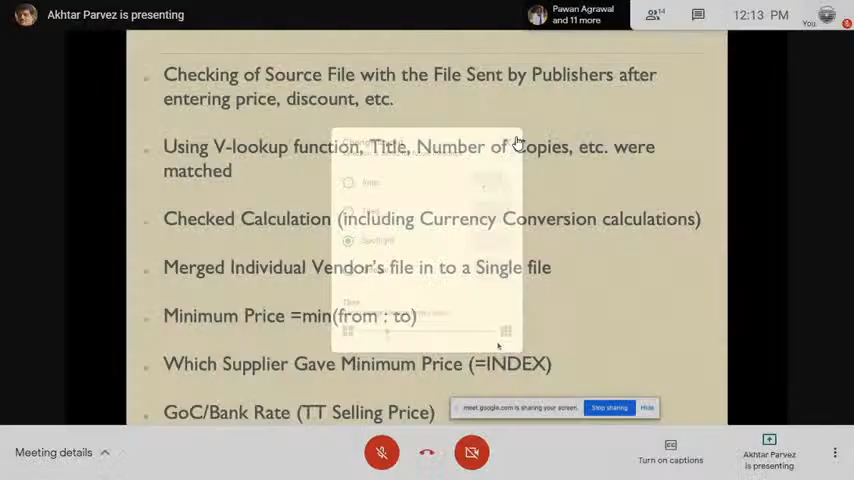 Akhtar Parvez is presenting
Pawan Agrawal
and 11 more
14
12:13 PM
You
Checking of Source File with the File Sent by Publishers after
entering price, discount, etc.
Using V-lookup function, Title, Number of Copies, etc. were
matched
Checked Calculation (including Currency Conversion calculations)
Merged Individual Vendor's file in to a Single file
Minimum Price =min(from : to)
Which Supplier Gave Minimum Price (=INDEX)
GoC/Bank Rate (TT Selling Price)
Spotlight
Tiles
meet.google.com is sharing your screen.
Stop sharing
Hide
Meeting details
Turn on captions
Akhtar Parvez
is presenting